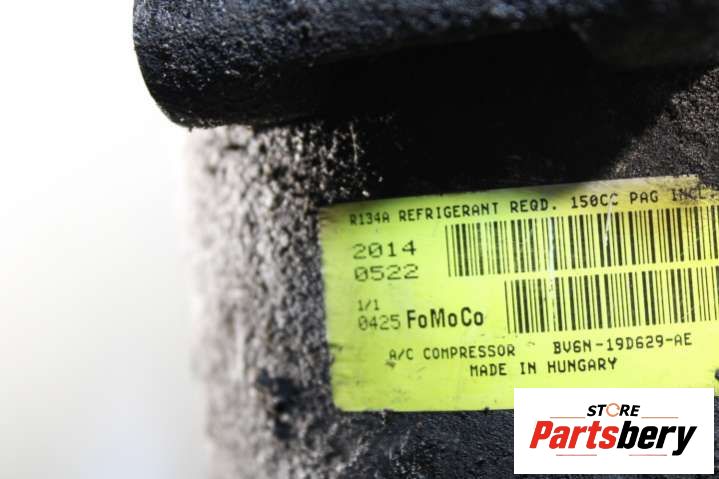 R134A REFRIGERANT REQD. 150CC PAG INCL.
2014
0522
1/1
0425 FoMoCo
A/C COMPRESSOR BV6N-19D629-AE
MADE IN HUNGARY
STORE
Partsbery